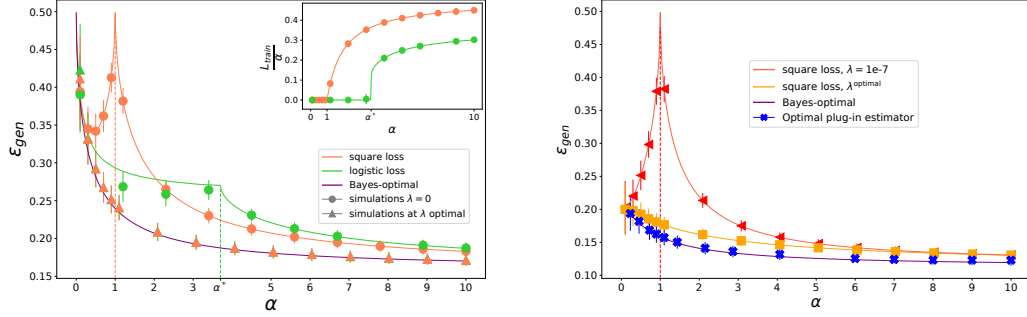 0.50
0.45
0.40
0.35
0.30
0.25
0.20
0.15
ε_gen
0 1 2 3 α* 4 5 6 7 8 9 10
α
0.4
0.3
0.2
0.1
0.0
L_train / α
1 α* 10
α
square loss
logistic loss
Bayes-optimal
simulations λ = 0
simulations at λ optimal
0.50
0.45
0.40
0.35
0.30
0.25
0.20
0.15
0.10
ε_gen
0 1 2 3 4 5 6 7 8 9 10
α
square loss, λ = 1e-7
square loss, λ^optimal
Bayes-optimal
Optimal plug-in estimator